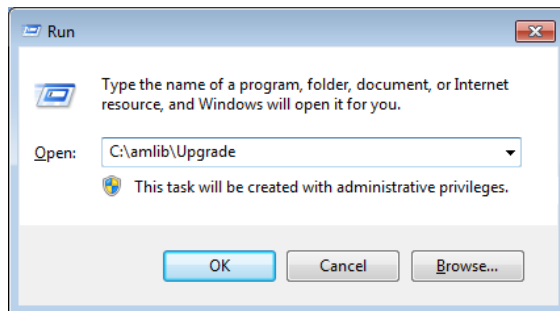 Run
Type the name of a program, folder, document, or Internet
resource, and Windows will open it for you.
Open: C:\amlib\Upgrade
This task will be created with administrative privileges.
OK Cancel Browse...